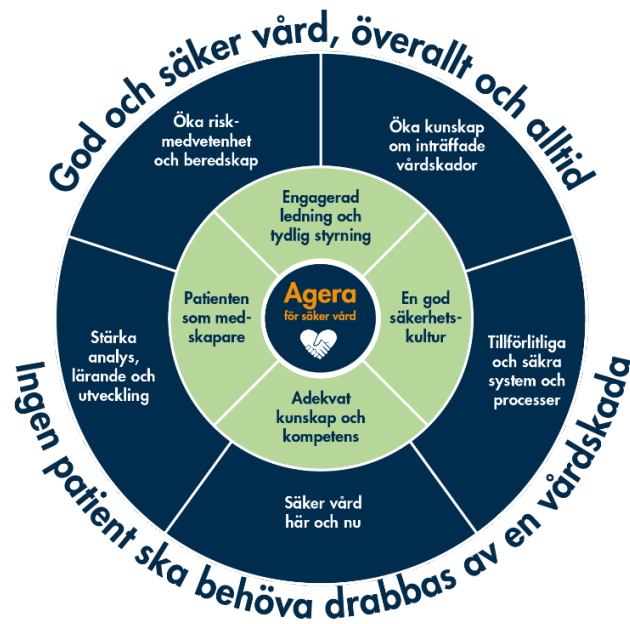 God och säker vård, överallt och alltid
Öka risk-
medvetenhet
och beredskap
Öka kunskap
om inträffade
vårdskador
Engagerad
ledning och
tydlig styrning
Patienten
som med-
skapare
Agera
för säker vård
En god
säkerhets-
kultur
Stärka
analys,
lärande och
utveckling
Tillförlitliga
och säkra
system och
processer
Adekvat
kunskap och
kompetens
Säker vård
här och nu
Ingen patient ska behöva drabbas av en vårdskada